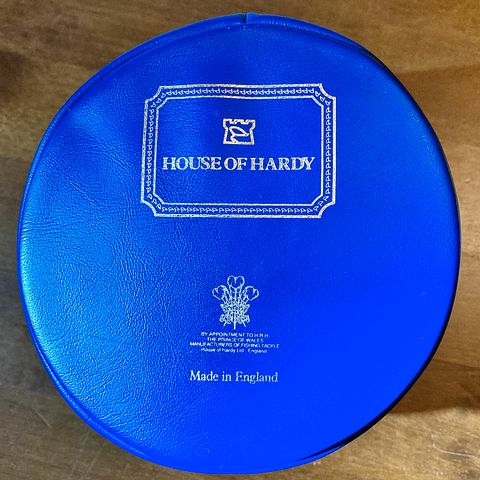 HOUSE OF HARDY
BY APPOINTMENT TO H.R.H.
THE PRINCE OF WALES
MANUFACTURERS OF FISHING TACKLE
House of Hardy Ltd., England.
Made in England